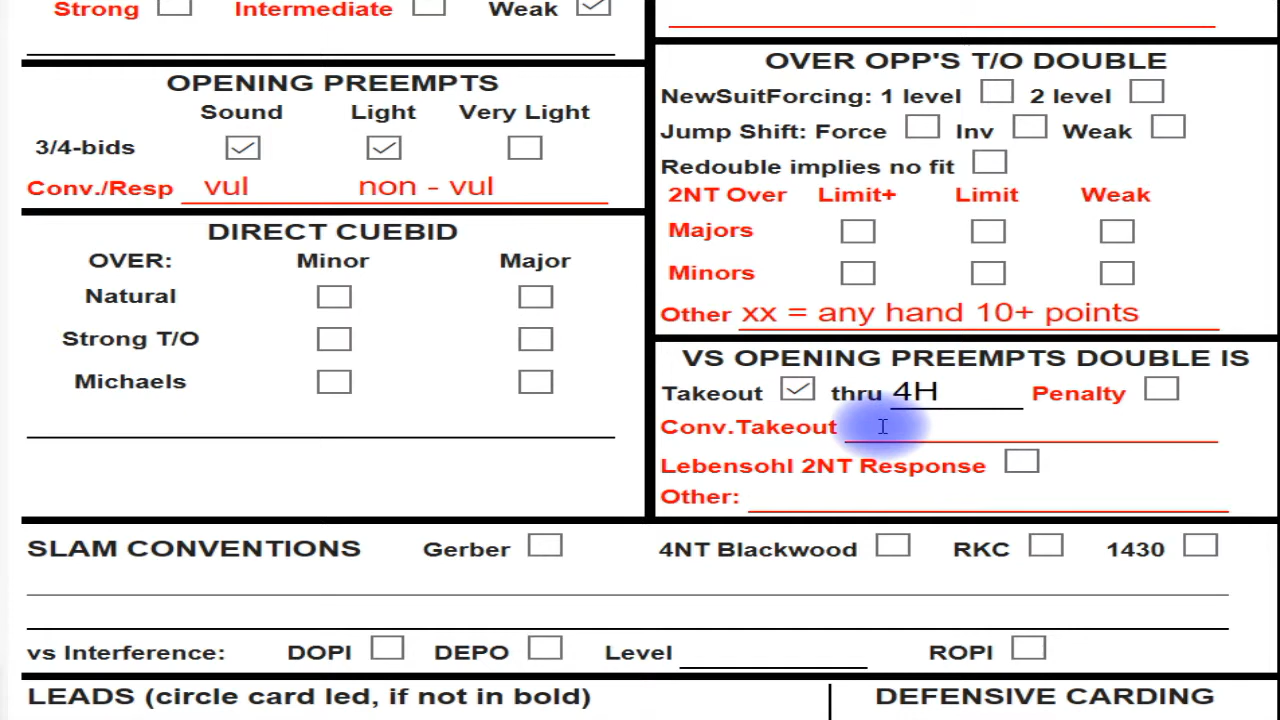 Strong Intermediate Weak
OPENING PREEMPTS
Sound Light Very Light
3/4-bids
Conv./Resp vul non - vul
DIRECT CUEBID
OVER: Minor Major
Natural
Strong T/O
Michaels
OVER OPP'S T/O DOUBLE
NewSuitForcing: 1 level 2 level
Jump Shift: Force Inv Weak
Redouble implies no fit
2NT Over Limit+ Limit Weak
Majors
Minors
Other xx = any hand 10+ points
VS OPENING PREEMPTS DOUBLE IS
Takeout thru 4H Penalty
Conv.Takeout
Lebensohl 2NT Response
Other:
SLAM CONVENTIONS Gerber 4NT Blackwood RKC 1430
vs Interference: DOPI DEPO Level ROPI
LEADS (circle card led, if not in bold)
DEFENSIVE CARDING